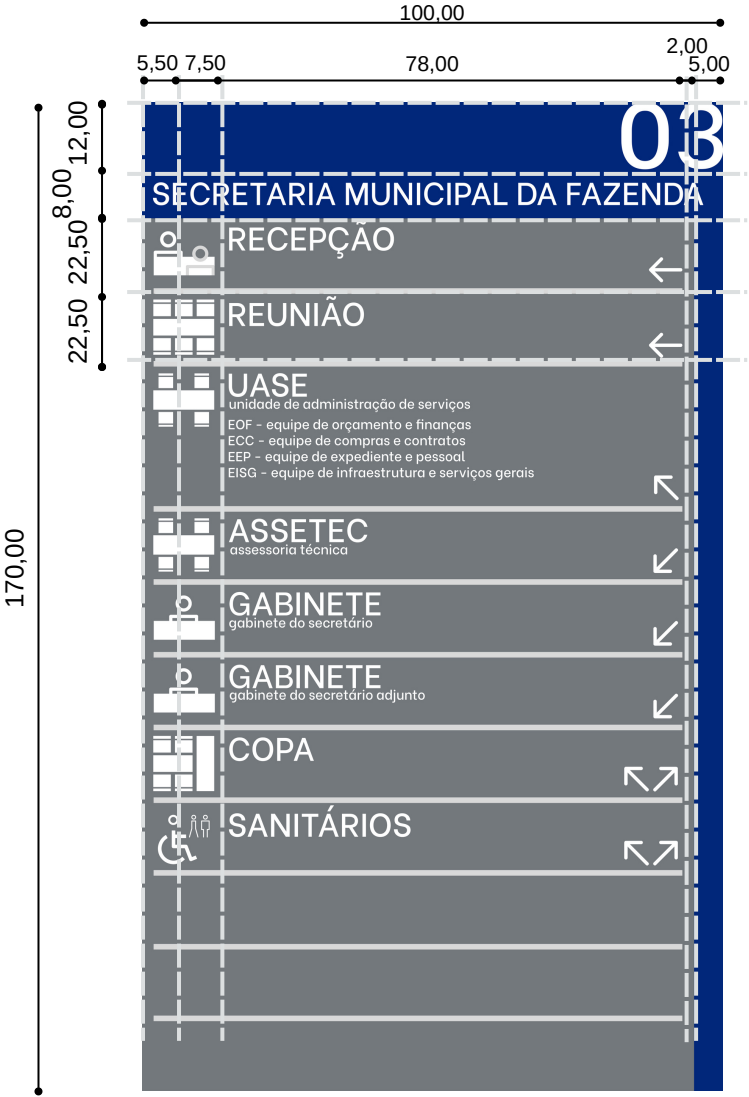 100,00
2,00
5,50 7,50 78,00 5,00
12,00
8,00
22,50
22,50
170,00
03
SECRETARIA MUNICIPAL DA FAZENDA
RECEPÇÃO
REUNIÃO
UASE
unidade de administração de serviços
EOF - equipe de orçamento e finanças
ECC - equipe de compras e contratos
EEP - equipe de expediente e pessoal
EISG - equipe de infraestrutura e serviços gerais
ASSETEC
assessoria técnica
GABINETE
gabinete do secretário
GABINETE
gabinete do secretário adjunto
COPA
SANITÁRIOS